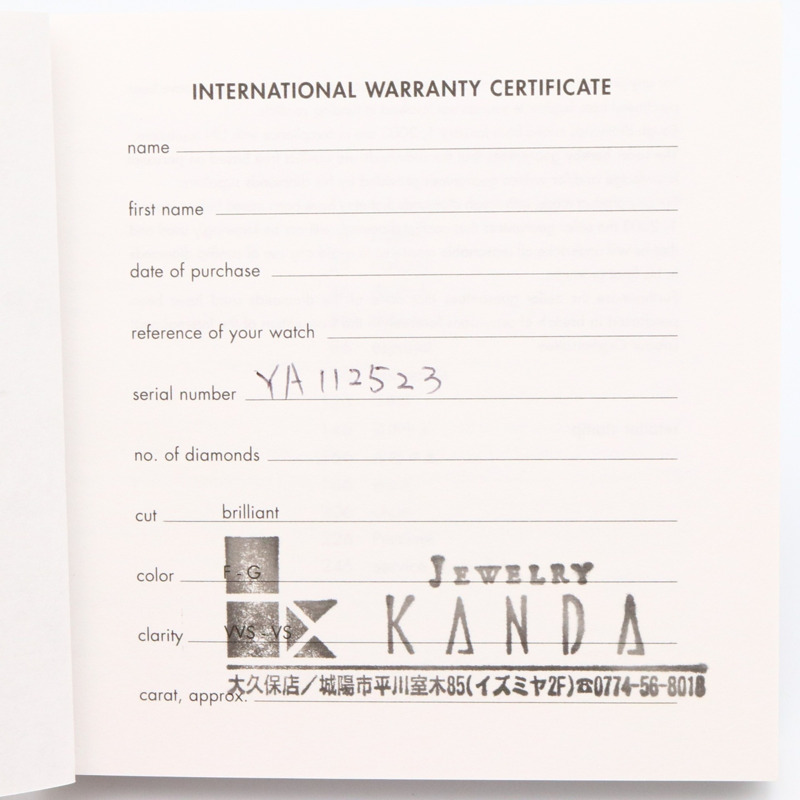 INTERNATIONAL WARRANTY CERTIFICATE
name
first name
date of purchase
reference of your watch
serial number YA112523
no. of diamonds
cut brilliant
color F - G
JEWELRY
KANDA
clarity VVS - VS
大久保店／城陽市平川室木85(イズミヤ2F)☎0774-56-8018
carat, approx.